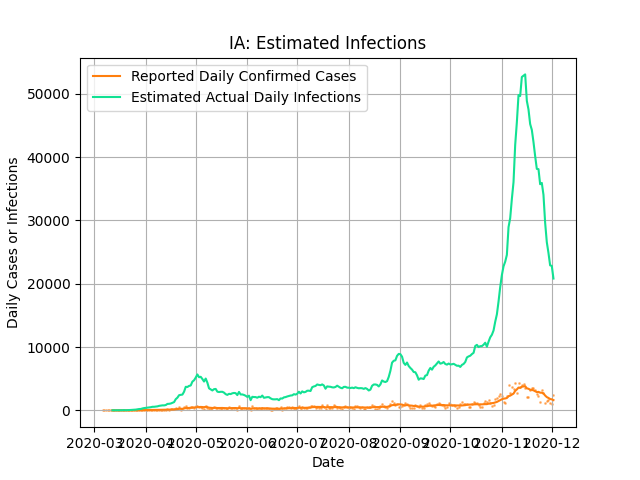 IA: Estimated Infections
Reported Daily Confirmed Cases
Estimated Actual Daily Infections
Daily Cases or Infections
50000
40000
30000
20000
10000
0
2020-03 2020-04 2020-05 2020-06 2020-07 2020-08 2020-09 2020-10 2020-11 2020-12
Date